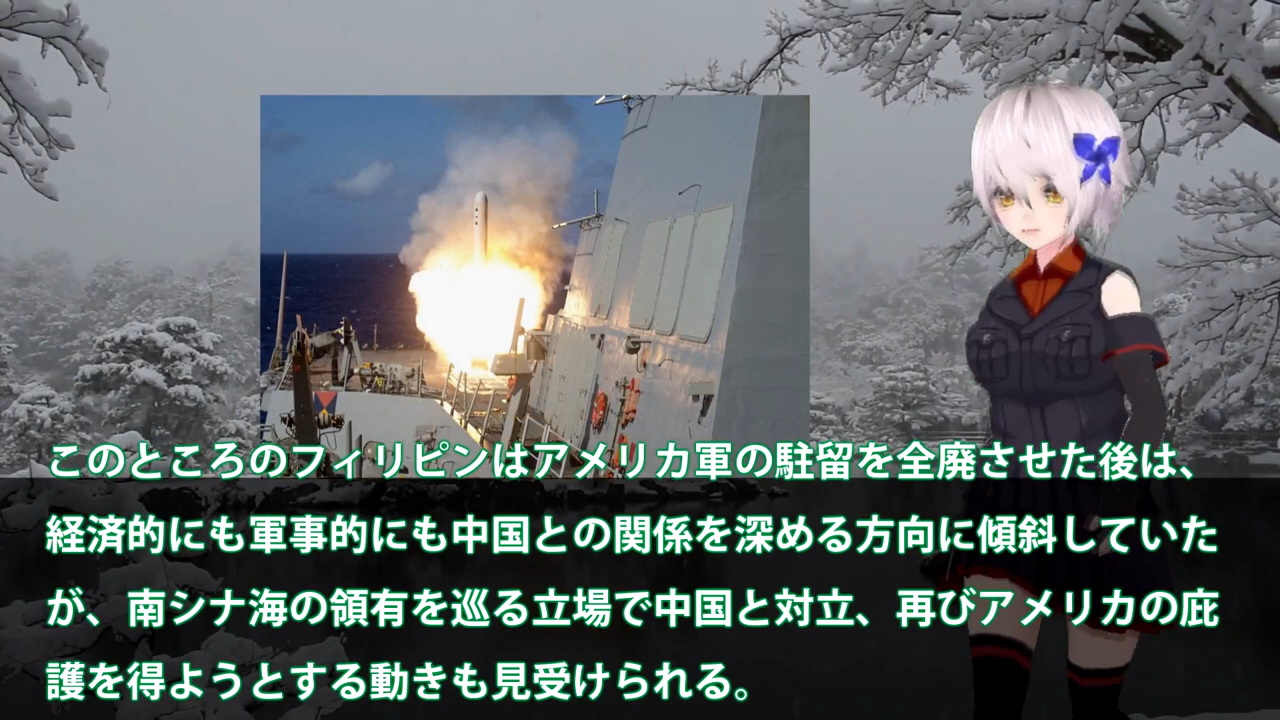 このところのフィリピンはアメリカ軍の駐留を全廃させた後は、
経済的にも軍事的にも中国との関係を深める方向に傾斜していた
が、南シナ海の領有を巡る立場で中国と対立、再びアメリカの庇
護を得ようとする動きも見受けられる。